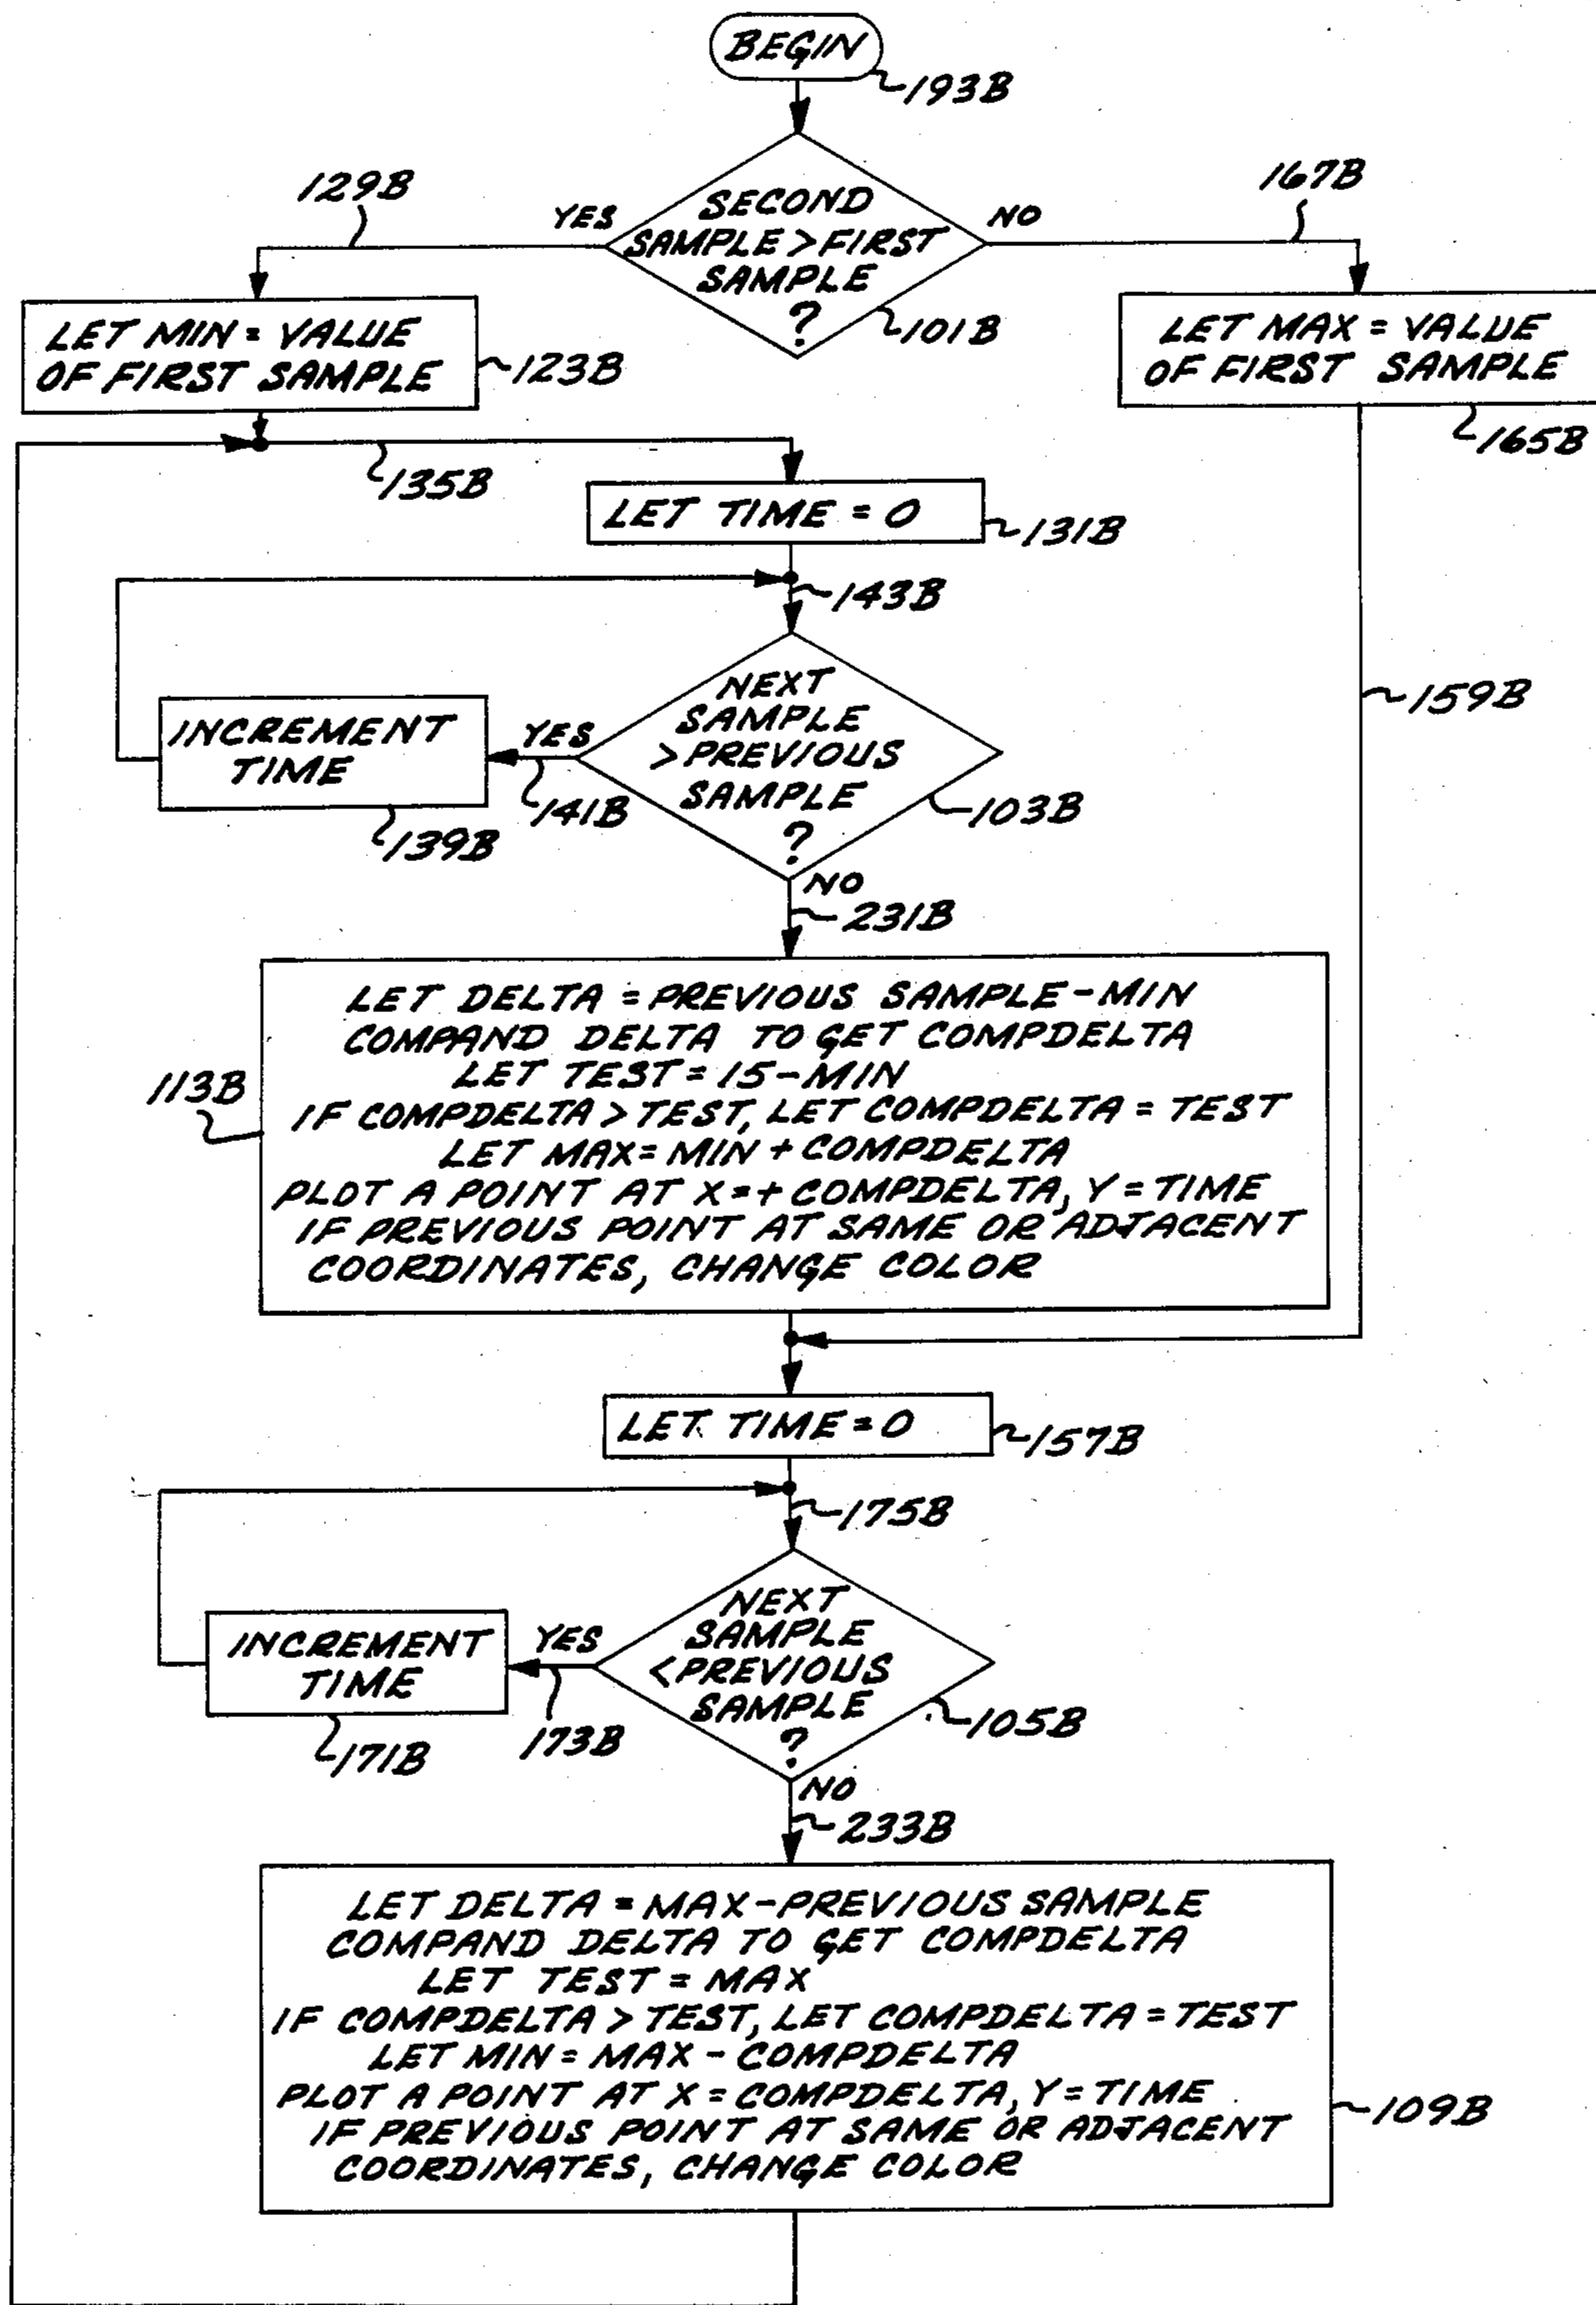 BEGIN
193B
129B
167B
YES
SECOND
SAMPLE > FIRST
SAMPLE
?
NO
101B
LET MIN = VALUE
OF FIRST SAMPLE
123B
LET MAX = VALUE
OF FIRST SAMPLE
165B
135B
LET TIME = 0
131B
143B
159B
INCREMENT
TIME
139B
YES
141B
NEXT
SAMPLE
> PREVIOUS
SAMPLE
?
103B
NO
231B
113B
LET DELTA = PREVIOUS SAMPLE - MIN
COMPAND DELTA TO GET COMPDELTA
LET TEST = 15 - MIN
IF COMPDELTA > TEST, LET COMPDELTA = TEST
LET MAX = MIN + COMPDELTA
PLOT A POINT AT X = + COMPDELTA, Y = TIME
IF PREVIOUS POINT AT SAME OR ADJACENT
COORDINATES, CHANGE COLOR
LET TIME = 0
157B
175B
INCREMENT
TIME
171B
YES
173B
NEXT
SAMPLE
< PREVIOUS
SAMPLE
?
105B
NO
233B
LET DELTA = MAX - PREVIOUS SAMPLE
COMPAND DELTA TO GET COMPDELTA
LET TEST = MAX
IF COMPDELTA > TEST, LET COMPDELTA = TEST
LET MIN = MAX - COMPDELTA
PLOT A POINT AT X = COMPDELTA, Y = TIME
IF PREVIOUS POINT AT SAME OR ADJACENT
COORDINATES, CHANGE COLOR
109B